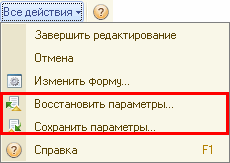 Все действия
Завершить редактирование
Отмена
Изменить форму...
Восстановить параметры...
Сохранить параметры...
Справка F1